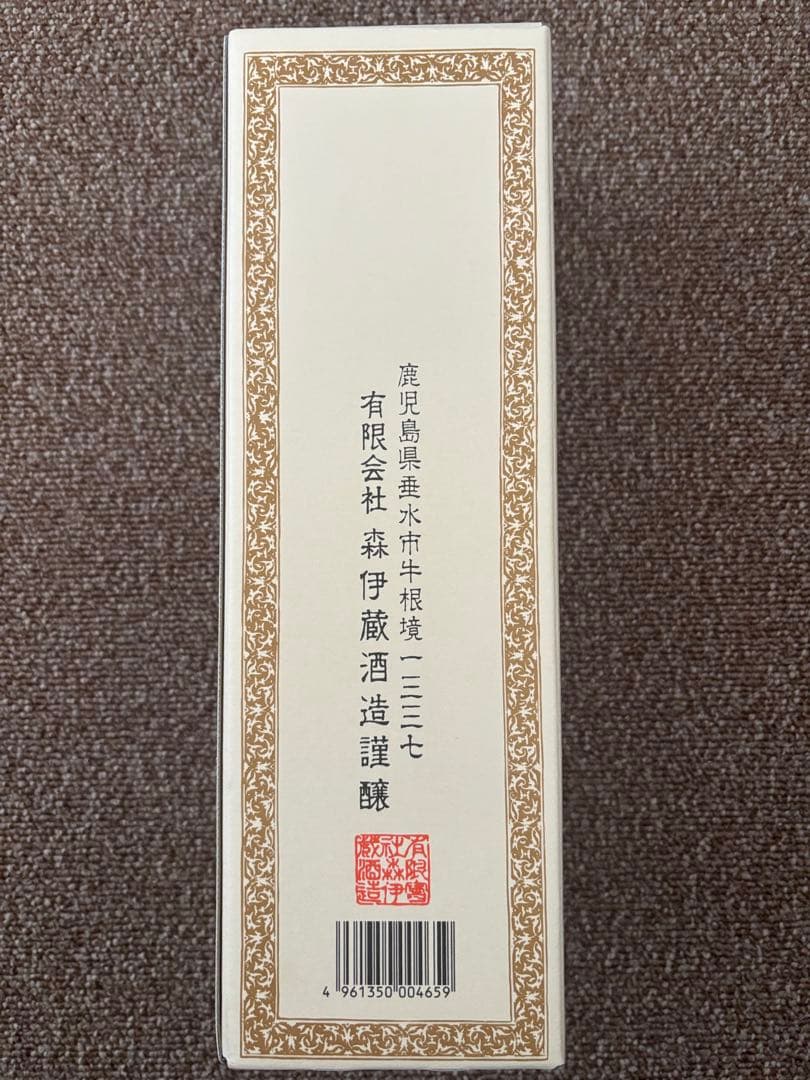 鹿児島県垂水市牛根境一三三七
有限会社 森伊蔵酒造謹醸
有限會社森伊蔵酒造
4 961350 004659